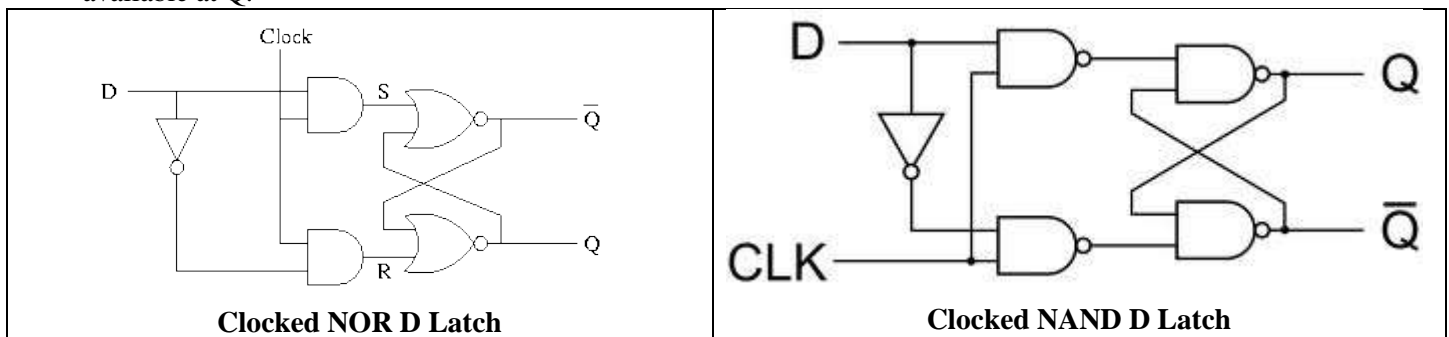 available at Q.
Clock
D
S
Q̅
R
Q
Clocked NOR D Latch
D
Q
CLK
Q̅
Clocked NAND D Latch